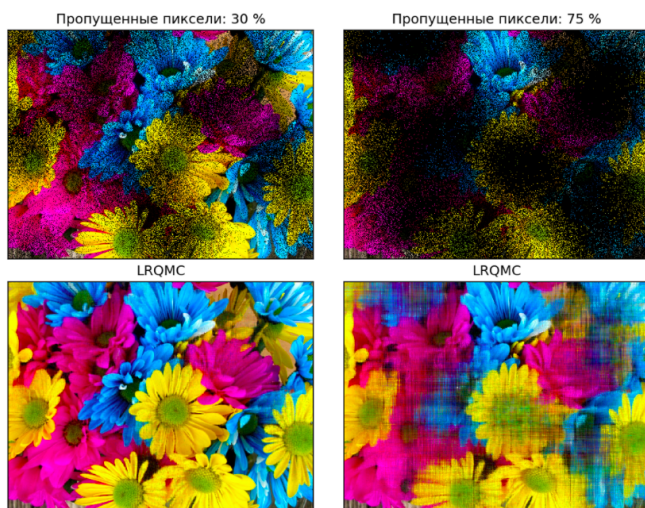 Пропущенные пиксели: 30 %
Пропущенные пиксели: 75 %
LRQMC
LRQMC